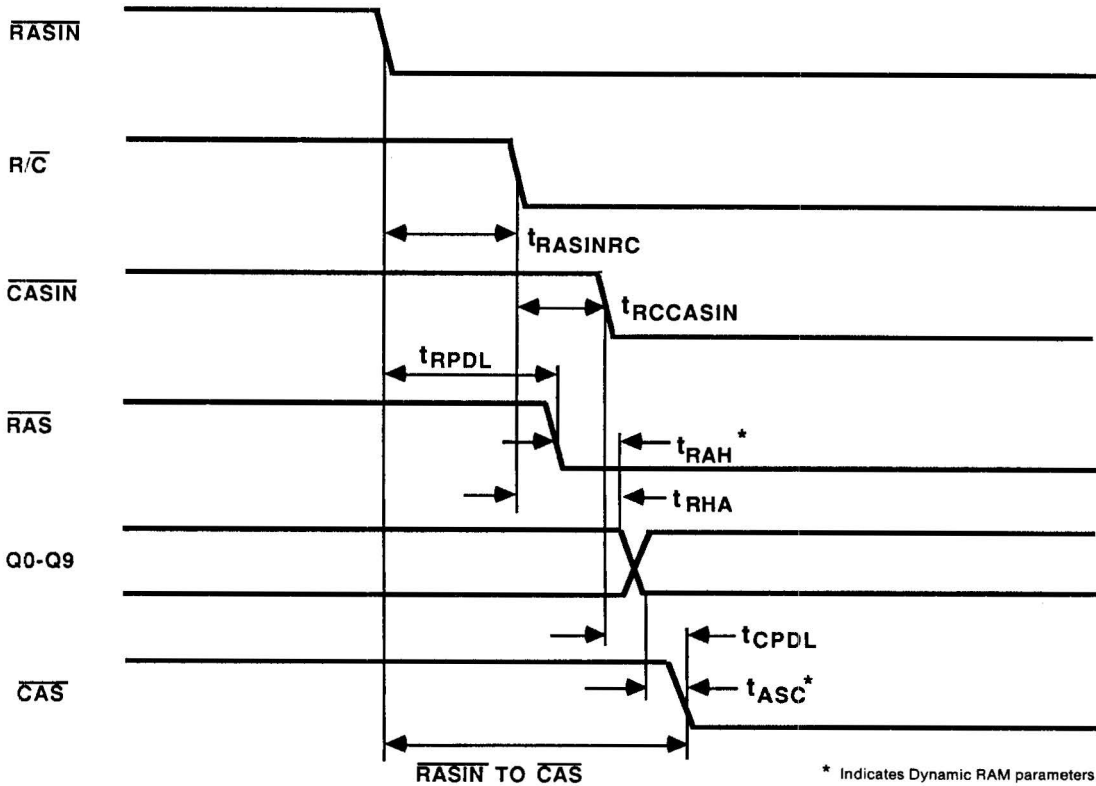 RASIN
R/C
tRASINRC
CASIN
tRCCASIN
tRPDL
RAS
tRAH*
tRHA
Q0-Q9
tCPDL
CAS
tASC*
RASIN TO CAS
* Indicates Dynamic RAM parameters